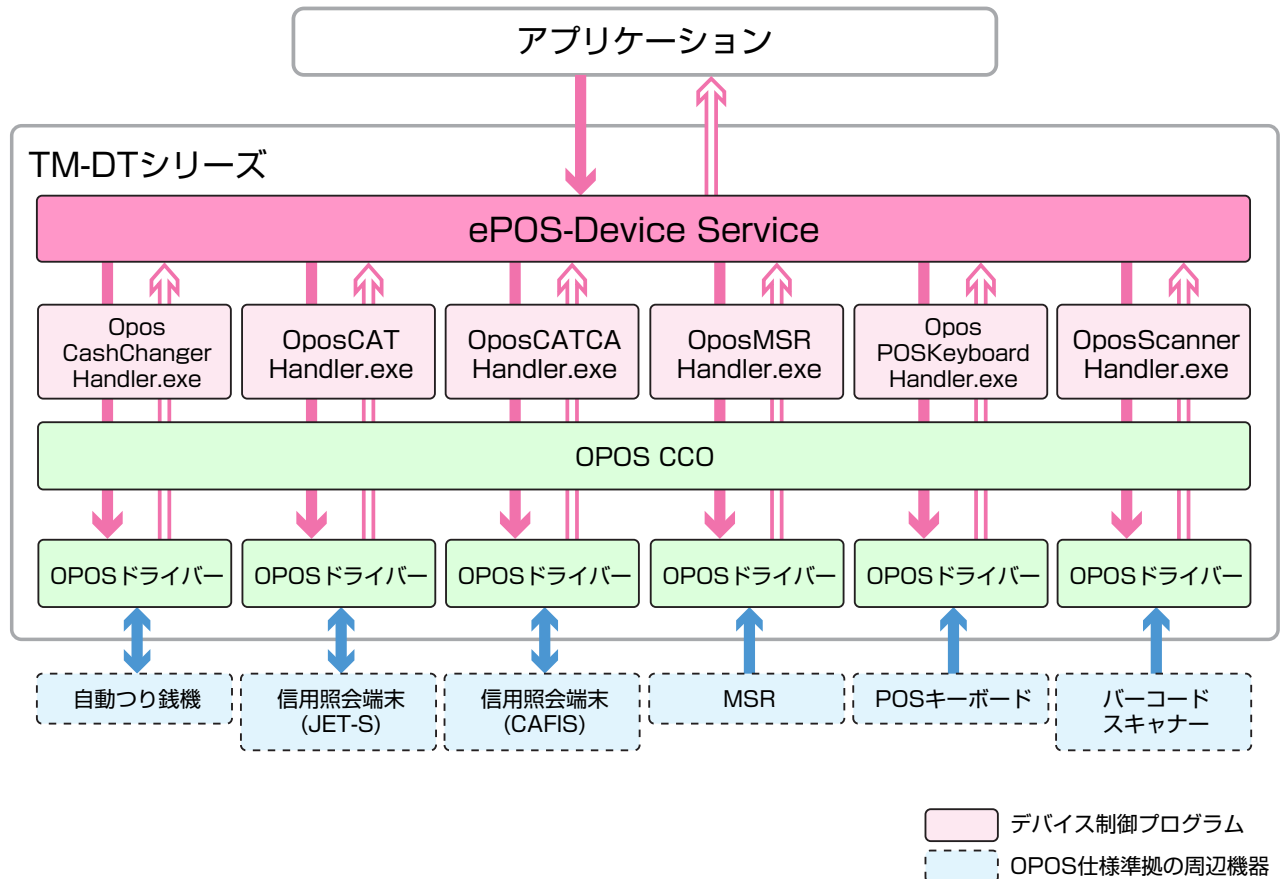 アプリケーション
TM-DTシリーズ
ePOS-Device Service
Opos
CashChanger
Handler.exe
OposCAT
Handler.exe
OposCATCA
Handler.exe
OposMSR
Handler.exe
Opos
POSKeyboard
Handler.exe
OposScanner
Handler.exe
OPOS CCO
OPOSドライバー
OPOSドライバー
OPOSドライバー
OPOSドライバー
OPOSドライバー
OPOSドライバー
自動つり銭機
信用照会端末
(JET-S)
信用照会端末
(CAFIS)
MSR
POSキーボード
バーコード
スキャナー
デバイス制御プログラム
OPOS仕様準拠の周辺機器